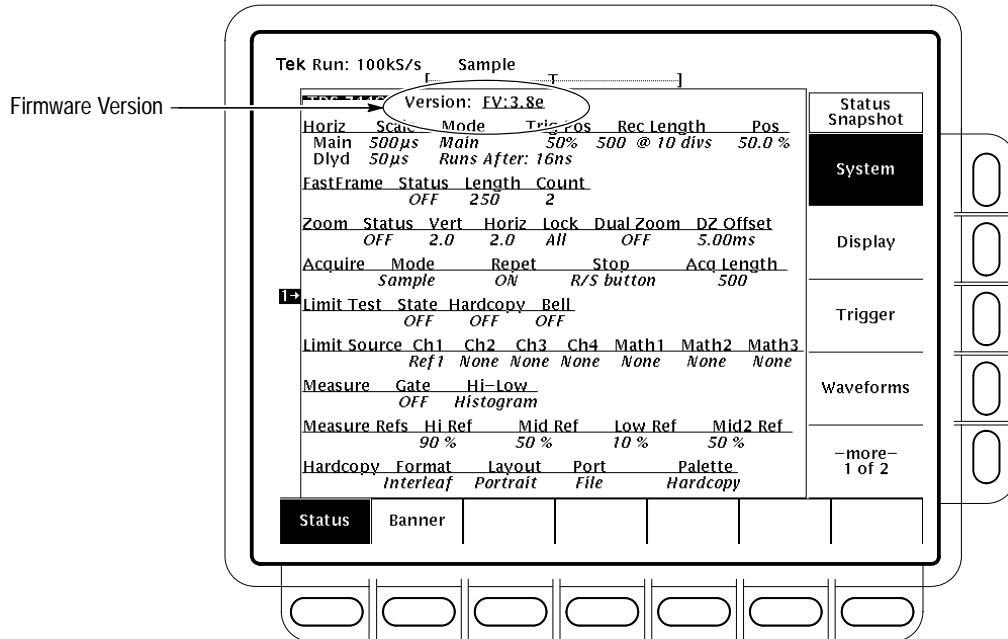 Tek Run: 100kS/s Sample
[ T ]
Firmware Version
Version: FV:3.8e
Horiz Scale Mode Trig Pos Rec Length Pos
Main 500µs Main 50% 500 @ 10 divs 50.0 %
Dlyd 50µs Runs After: 16ns
FastFrame Status Length Count
OFF 250 2
Zoom Status Vert Horiz Lock Dual Zoom DZ Offset
OFF 2.0 2.0 All OFF 5.00ms
Acquire Mode Repet Stop Acq Length
Sample ON R/S button 500
1→
Limit Test State Hardcopy Bell
OFF OFF OFF
Limit Source Ch1 Ch2 Ch3 Ch4 Math1 Math2 Math3
Ref1 None None None None None None
Measure Gate Hi–Low
OFF Histogram
Measure Refs Hi Ref Mid Ref Low Ref Mid2 Ref
90 % 50 % 10 % 50 %
Hardcopy Format Layout Port Palette
Interleaf Portrait File Hardcopy
Status
Snapshot
System
Display
Trigger
Waveforms
–more–
1 of 2
Status Banner